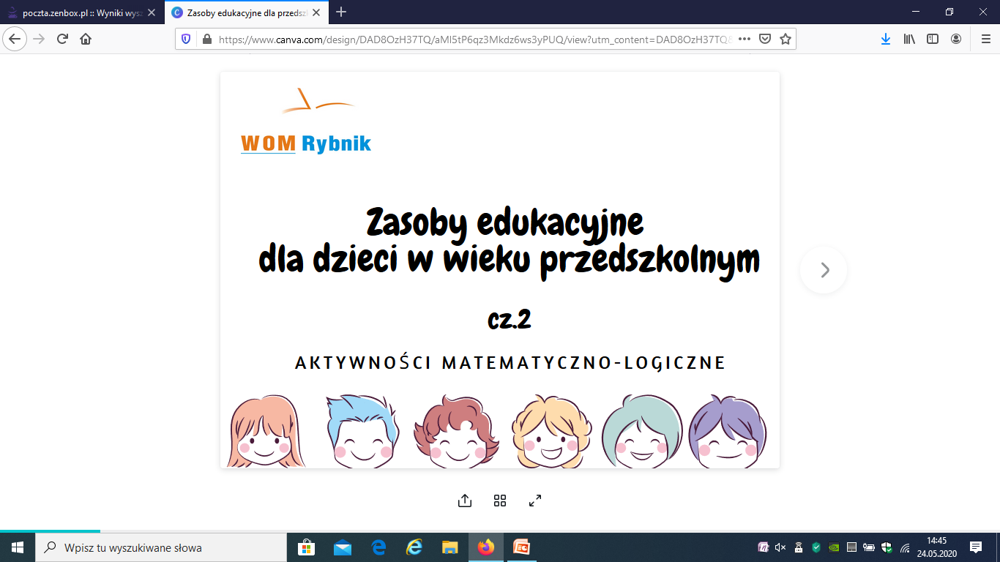 poczta.zenbox.pl :: Wyniki wysz
Zasoby edukacyjne dla przedsz
https://www.canva.com/design/DAD8OzH37TQ/aMl5tP6qz3Mkdz6ws3yPUQ/view?utm_content=DAD8OzH37TQ&
WOM Rybnik
Zasoby edukacyjne
dla dzieci w wieku przedszkolnym
cz.2
AKTYWNOŚCI MATEMATYCZNO-LOGICZNE
Wpisz tu wyszukiwane słowa
14:45
24.05.2020